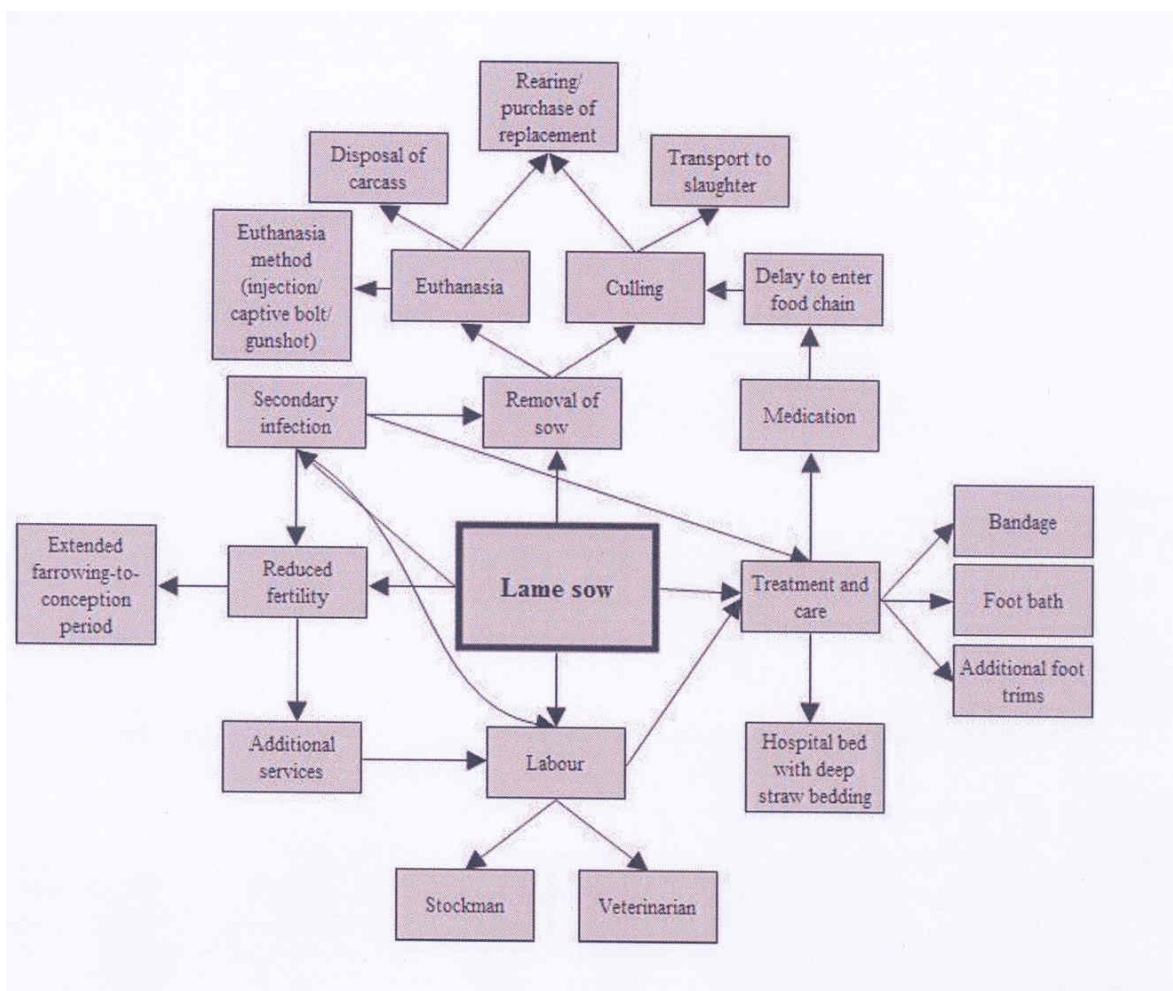 Rearing/
purchase of
replacement
Disposal of
carcass
Transport to
slaughter
Euthanasia
method
(injection/
captive bolt/
gunshot)
Euthanasia
Culling
Delay to enter
food chain
Secondary
infection
Removal of
sow
Medication
Extended
farrowing-to-
conception
period
Reduced
fertility
Lame sow
Treatment and
care
Bandage
Foot bath
Additional foot
trims
Additional
services
Labour
Hospital bed
with deep
straw bedding
Stockman
Veterinarian